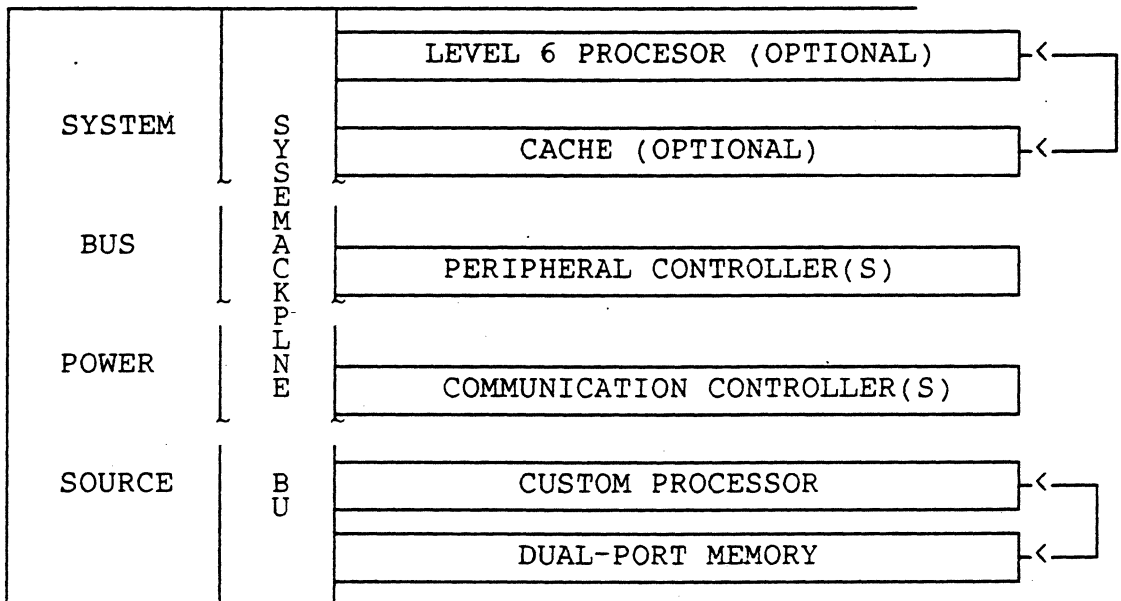 LEVEL 6 PROCESOR (OPTIONAL)
SYSTEM
CACHE (OPTIONAL)
BUS
SYSEMACKPLNE
PERIPHERAL CONTROLLER(S)
POWER
COMMUNICATION CONTROLLER(S)
SOURCE
BU
CUSTOM PROCESSOR
DUAL-PORT MEMORY